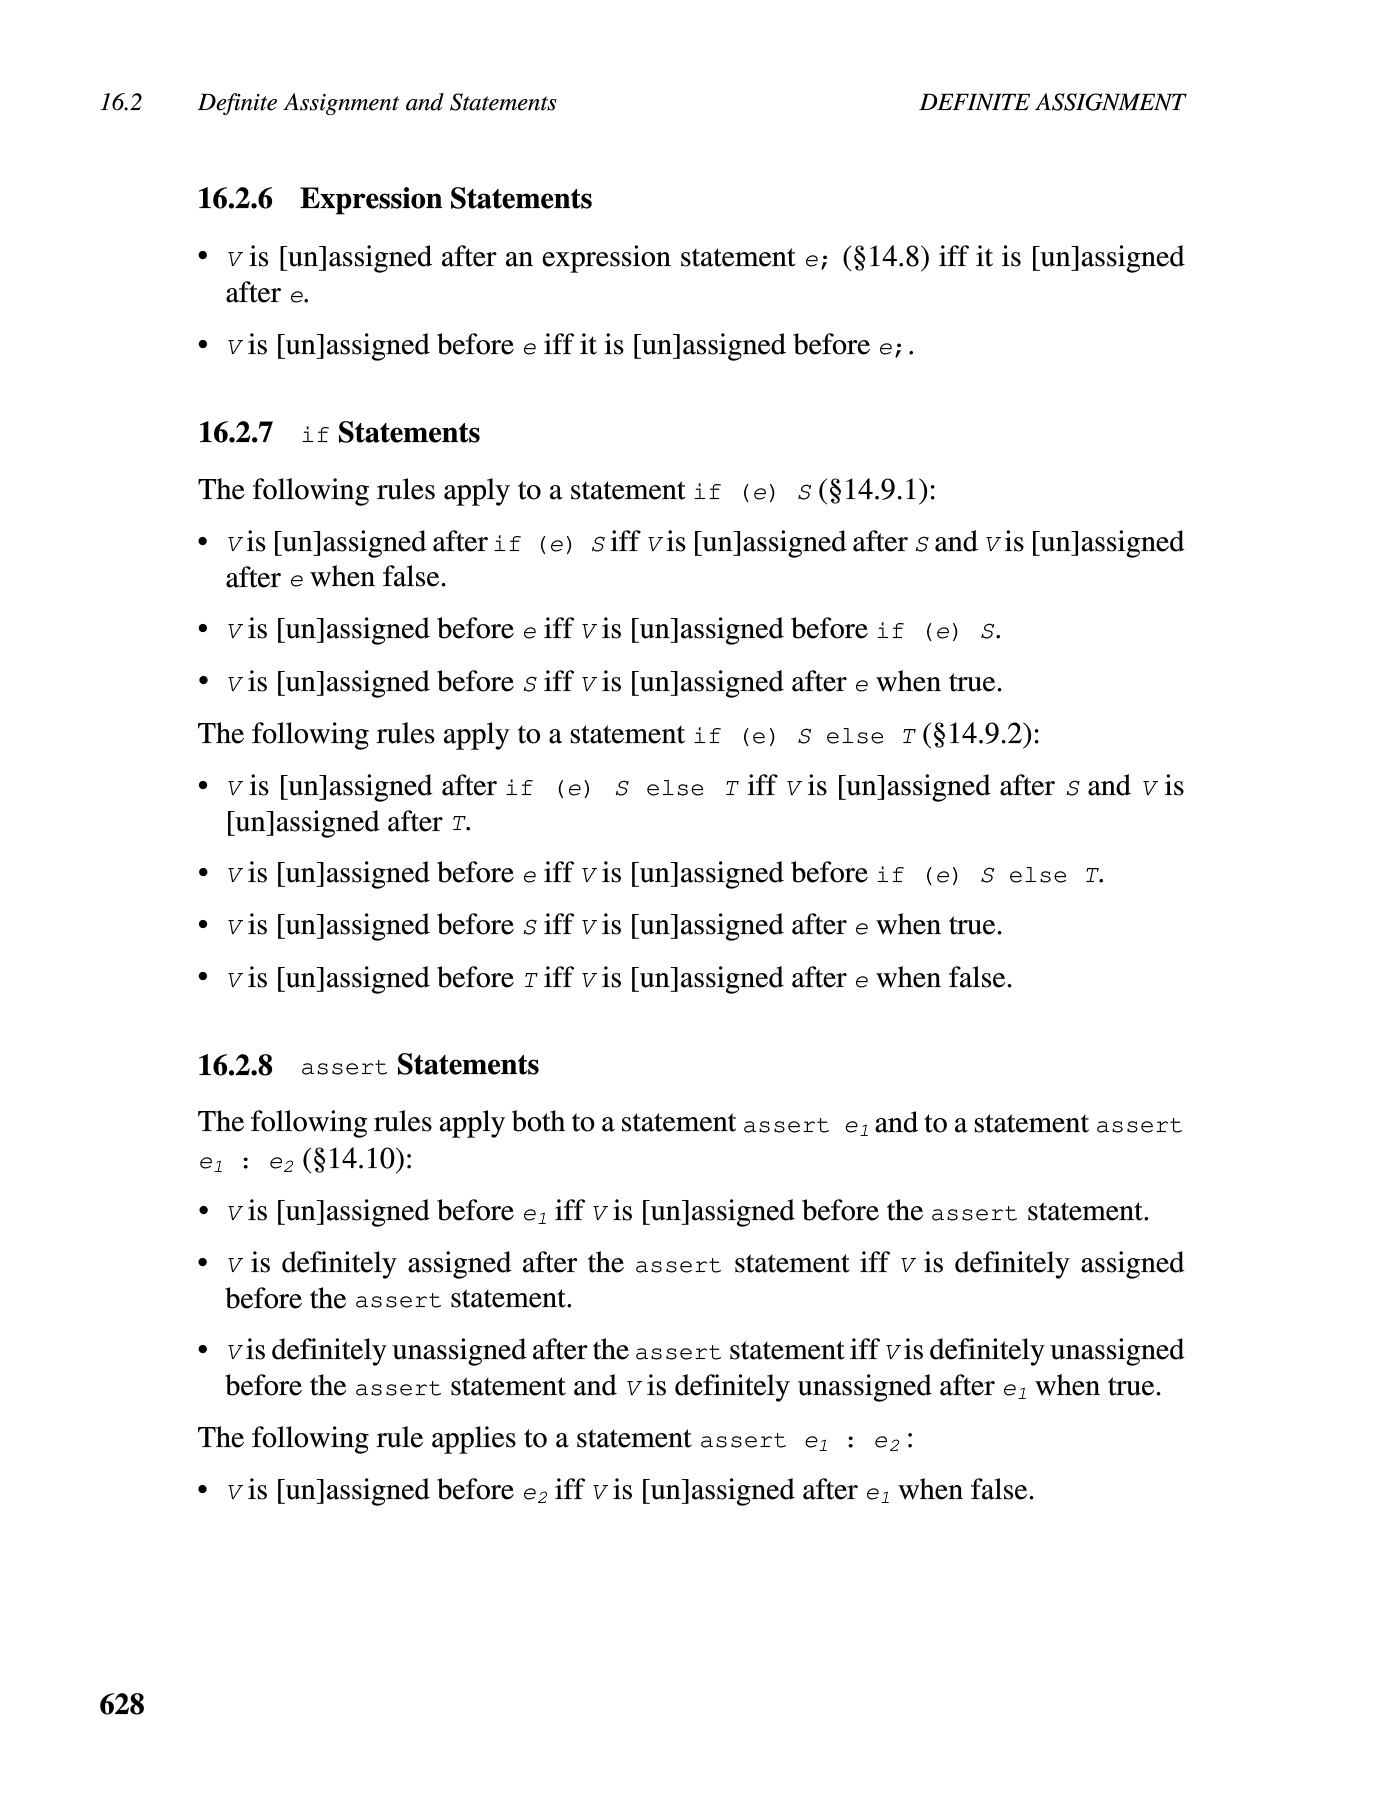 16.2 Definite Assignment and Statements DEFINITE ASSIGNMENT
16.2.6 Expression Statements
• V is [un]assigned after an expression statement e; (§14.8) iff it is [un]assigned
after e.
• V is [un]assigned before e iff it is [un]assigned before e;.
16.2.7 if Statements
The following rules apply to a statement if (e) S (§14.9.1):
• V is [un]assigned after if (e) S iff V is [un]assigned after S and V is [un]assigned
after e when false.
• V is [un]assigned before e iff V is [un]assigned before if (e) S.
• V is [un]assigned before S iff V is [un]assigned after e when true.
The following rules apply to a statement if (e) S else T (§14.9.2):
• V is [un]assigned after if (e) S else T iff V is [un]assigned after S and V is
[un]assigned after T.
• V is [un]assigned before e iff V is [un]assigned before if (e) S else T.
• V is [un]assigned before S iff V is [un]assigned after e when true.
• V is [un]assigned before T iff V is [un]assigned after e when false.
16.2.8 assert Statements
The following rules apply both to a statement assert e1 and to a statement assert
e1 : e2 (§14.10):
• V is [un]assigned before e1 iff V is [un]assigned before the assert statement.
• V is definitely assigned after the assert statement iff V is definitely assigned
before the assert statement.
• V is definitely unassigned after the assert statement iff V is definitely unassigned
before the assert statement and V is definitely unassigned after e1 when true.
The following rule applies to a statement assert e1 : e2:
• V is [un]assigned before e2 iff V is [un]assigned after e1 when false.
628